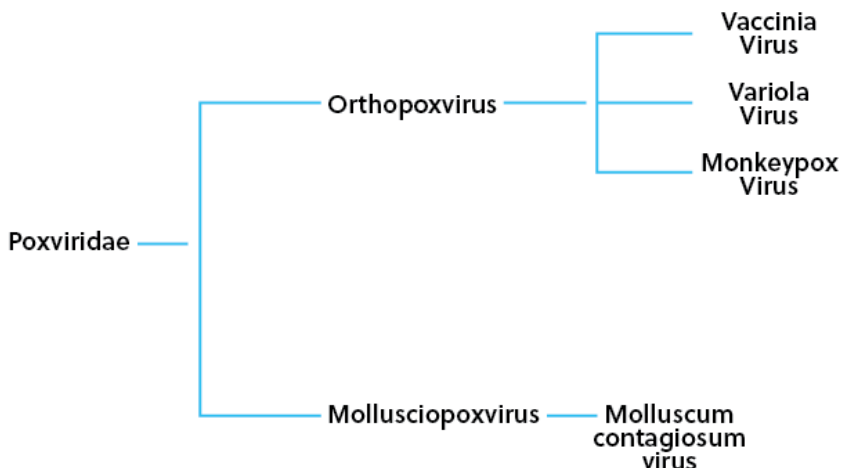 Vaccinia
Virus
Orthopoxvirus
Variola
Virus
Monkeypox
Virus
Poxviridae
Mollusciopoxvirus
Molluscum
contagiosum
virus